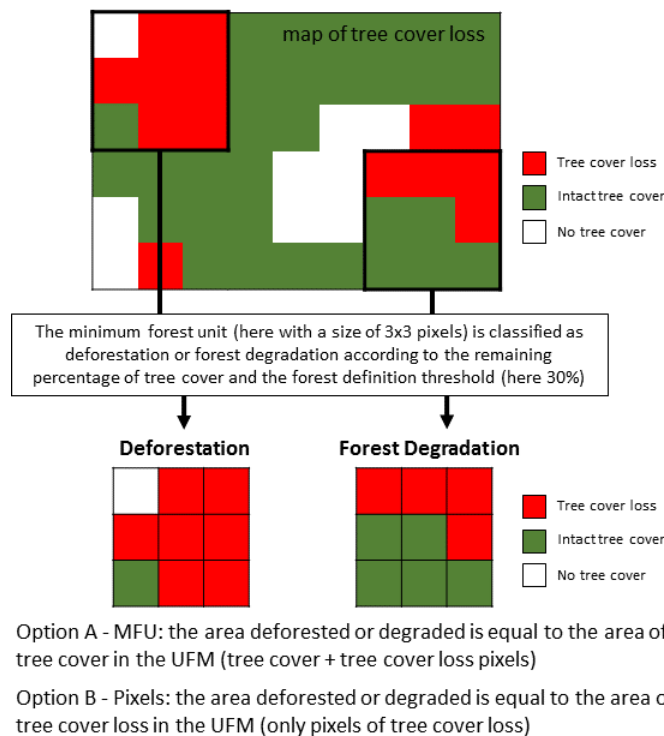 map of tree cover loss
Tree cover loss
Intact tree cover
No tree cover
The minimum forest unit (here with a size of 3x3 pixels) is classified as
deforestation or forest degradation according to the remaining
percentage of tree cover and the forest definition threshold (here 30%)
Deforestation
Forest Degradation
Tree cover loss
Intact tree cover
No tree cover
Option A - MFU: the area deforested or degraded is equal to the area of
tree cover in the UFM (tree cover + tree cover loss pixels)
Option B - Pixels: the area deforested or degraded is equal to the area o
tree cover loss in the UFM (only pixels of tree cover loss)